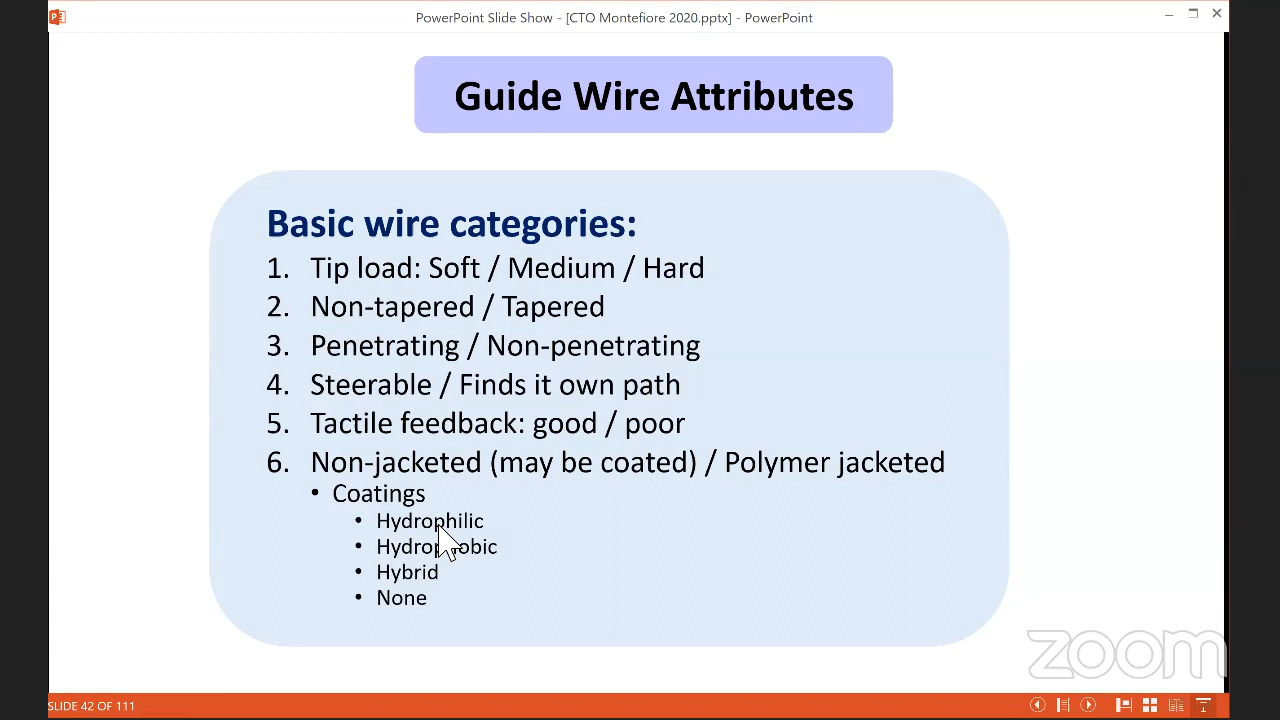 PowerPoint Slide Show - [CTO Montefiore 2020.pptx] - PowerPoint
Guide Wire Attributes
Basic wire categories:
1. Tip load: Soft / Medium / Hard
2. Non-tapered / Tapered
3. Penetrating / Non-penetrating
4. Steerable / Finds it own path
5. Tactile feedback: good / poor
6. Non-jacketed (may be coated) / Polymer jacketed
• Coatings
• Hydrophilic
• Hydrophobic
• Hybrid
• None
zoom
SLIDE 42 OF 111